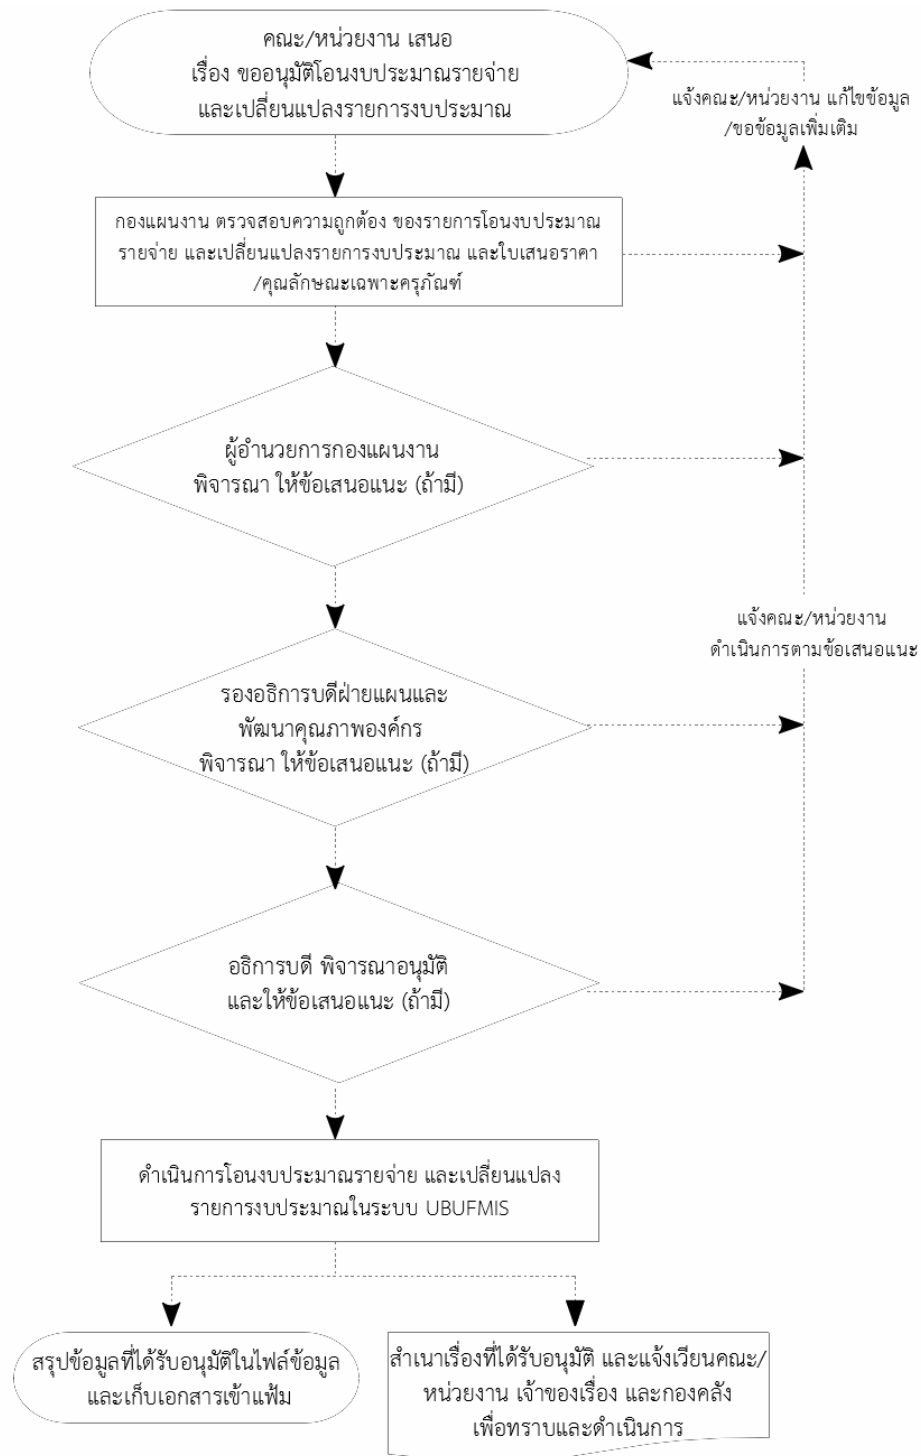 คณะ/หน่วยงาน เสนอ
เรื่อง ขออนุมัติโอนงบประมาณรายจ่าย
และเปลี่ยนแปลงรายการงบประมาณ
แจ้งคณะ/หน่วยงาน แก้ไขข้อมูล
/ขอข้อมูลเพิ่มเติม
กองแผนงาน ตรวจสอบความถูกต้อง ของรายการโอนงบประมาณ
รายจ่าย และเปลี่ยนแปลงรายการงบประมาณ และใบเสนอราคา
/คุณลักษณะเฉพาะครุภัณฑ์
ผู้อำนวยการกองแผนงาน
พิจารณา ให้ข้อเสนอแนะ (ถ้ามี)
แจ้งคณะ/หน่วยงาน
ดำเนินการตามข้อเสนอแนะ
รองอธิการบดีฝ่ายแผนและ
พัฒนาคุณภาพองค์กร
พิจารณา ให้ข้อเสนอแนะ (ถ้ามี)
อธิการบดี พิจารณาอนุมัติ
และให้ข้อเสนอแนะ (ถ้ามี)
ดำเนินการโอนงบประมาณรายจ่าย และเปลี่ยนแปลง
รายการงบประมาณในระบบ UBUFMIS
สรุปข้อมูลที่ได้รับอนุมัติในไฟล์ข้อมูล
และเก็บเอกสารเข้าแฟ้ม
สำเนาเรื่องที่ได้รับอนุมัติ และแจ้งเวียนคณะ/
หน่วยงาน เจ้าของเรื่อง และกองคลัง
เพื่อทราบและดำเนินการ